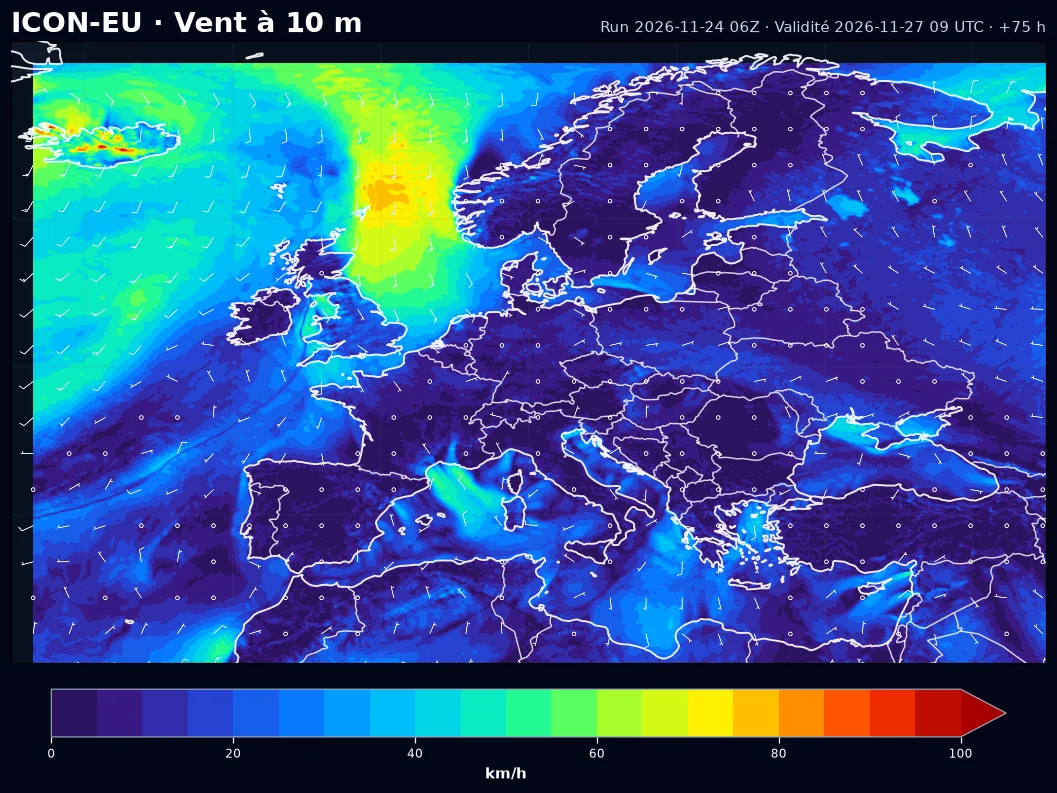 ICON-EU · Vent à 10 m
Run 2026-11-24 06Z · Validité 2026-11-27 09 UTC · +75 h
0 20 40 60 80 100
km/h